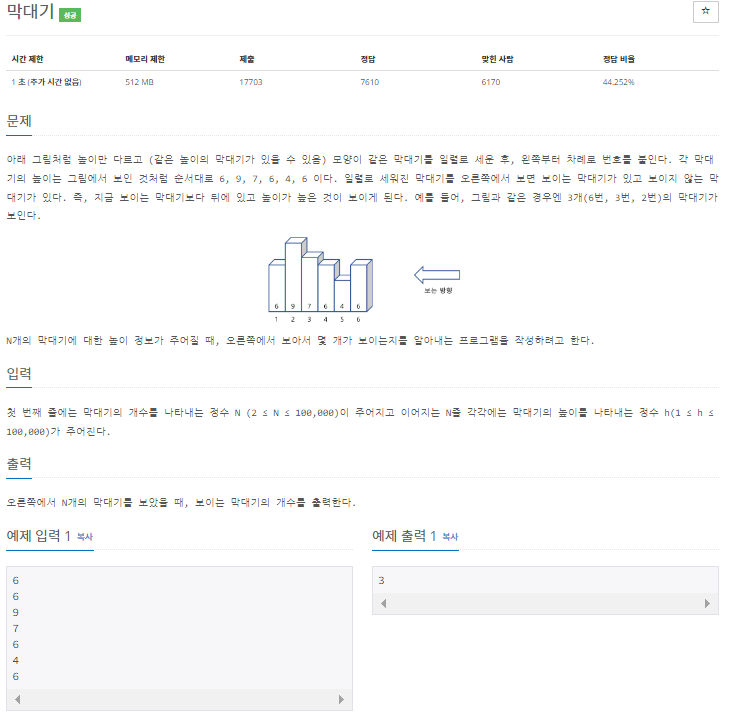 막대기 성공
☆
시간 제한 메모리 제한 제출 정답 맞힌 사람 정답 비율
1 초 (추가 시간 없음) 512 MB 17703 7610 6170 44.252%
문제
아래 그림처럼 높이만 다르고 (같은 높이의 막대기가 있을 수 있음) 모양이 같은 막대기를 일렬로 세운 후, 왼쪽부터 차례로 번호를 붙인다. 각 막대
기의 높이는 그림에서 보인 것처럼 순서대로 6, 9, 7, 6, 4, 6 이다. 일렬로 세워진 막대기를 오른쪽에서 보면 보이는 막대기가 있고 보이지 않는 막
대기가 있다. 즉, 지금 보이는 막대기보다 뒤에 있고 높이가 높은 것이 보이게 된다. 예를 들어, 그림과 같은 경우엔 3개(6번, 3번, 2번)의 막대기가
보인다.
6 9 7 6 4 6
1 2 3 4 5 6
보는 방향
N개의 막대기에 대한 높이 정보가 주어질 때, 오른쪽에서 보아서 몇 개가 보이는지를 알아내는 프로그램을 작성하려고 한다.
입력
첫 번째 줄에는 막대기의 개수를 나타내는 정수 N (2 ≤ N ≤ 100,000)이 주어지고 이어지는 N줄 각각에는 막대기의 높이를 나타내는 정수 h(1 ≤ h ≤
100,000)가 주어진다.
출력
오른쪽에서 N개의 막대기를 보았을 때, 보이는 막대기의 개수를 출력한다.
예제 입력 1 복사
6
6
9
7
6
4
6
예제 출력 1 복사
3